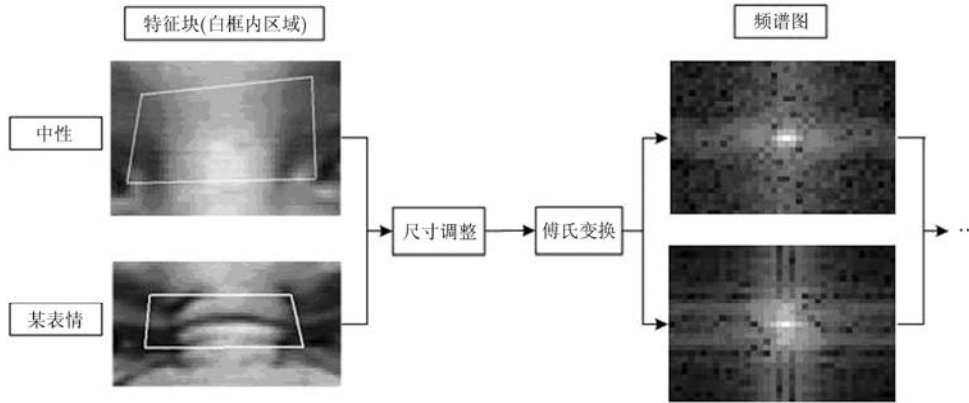 特征块(白框内区域)
频谱图
中性
尺寸调整
傅氏变换
…
某表情